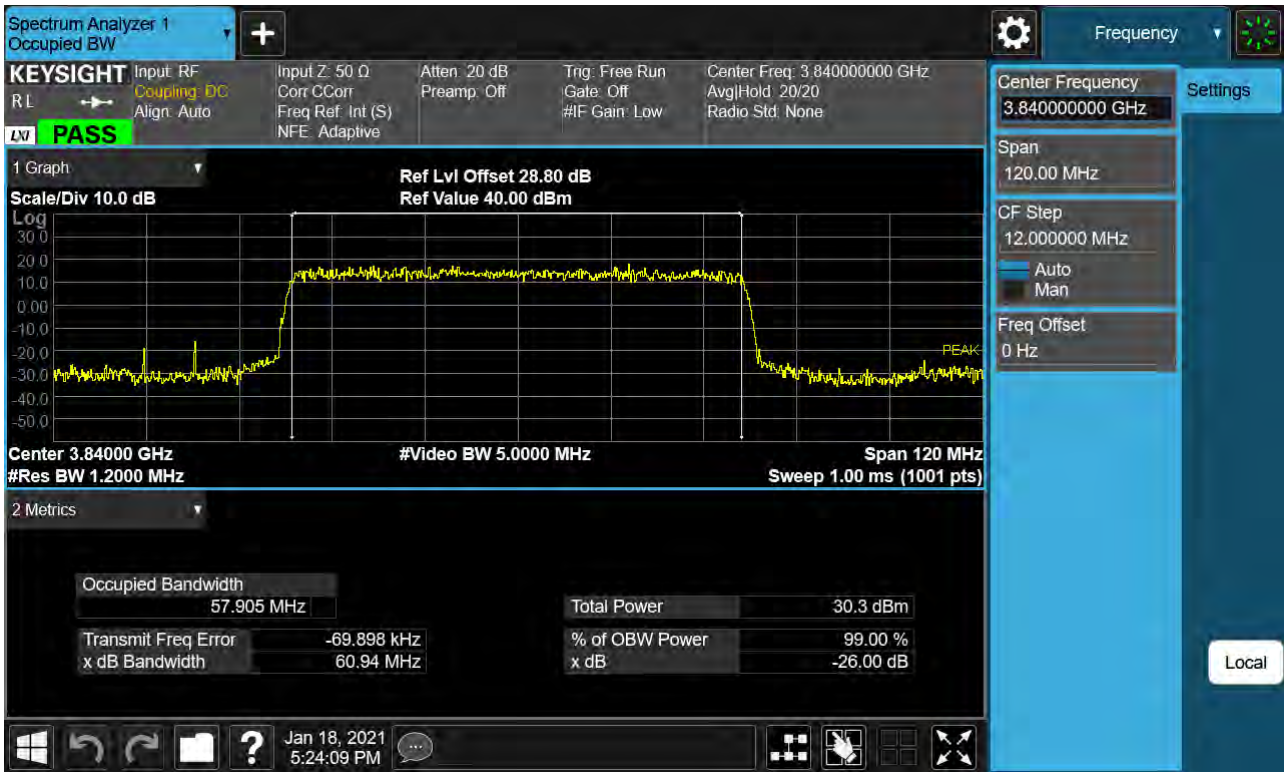 Spectrum Analyzer 1
Occupied BW
+
Frequency
KEYSIGHT
RL
LXI PASS
Input: RF
Coupling: DC
Align: Auto
Input Z: 50 Ω
Corr CCorr
Freq Ref: Int (S)
NFE: Adaptive
Atten: 20 dB
Preamp: Off
Trig: Free Run
Gate: Off
#IF Gain: Low
Center Freq: 3.840000000 GHz
Avg|Hold: 20/20
Radio Std: None
Center Frequency
3.840000000 GHz
Settings
Span
120.00 MHz
CF Step
12.000000 MHz
Auto
Man
Freq Offset
0 Hz
Local
1 Graph
Scale/Div 10.0 dB
Ref Lvl Offset 28.80 dB
Ref Value 40.00 dBm
Log
30.0
20.0
10.0
0.00
-10.0
-20.0
-30.0
-40.0
-50.0
PEAK
Center 3.84000 GHz
#Video BW 5.0000 MHz
Span 120 MHz
#Res BW 1.2000 MHz
Sweep 1.00 ms (1001 pts)
2 Metrics
Occupied Bandwidth
57.905 MHz
Total Power 30.3 dBm
Transmit Freq Error -69.898 kHz
% of OBW Power 99.00 %
x dB Bandwidth 60.94 MHz
x dB -26.00 dB
?
Jan 18, 2021
5:24:09 PM